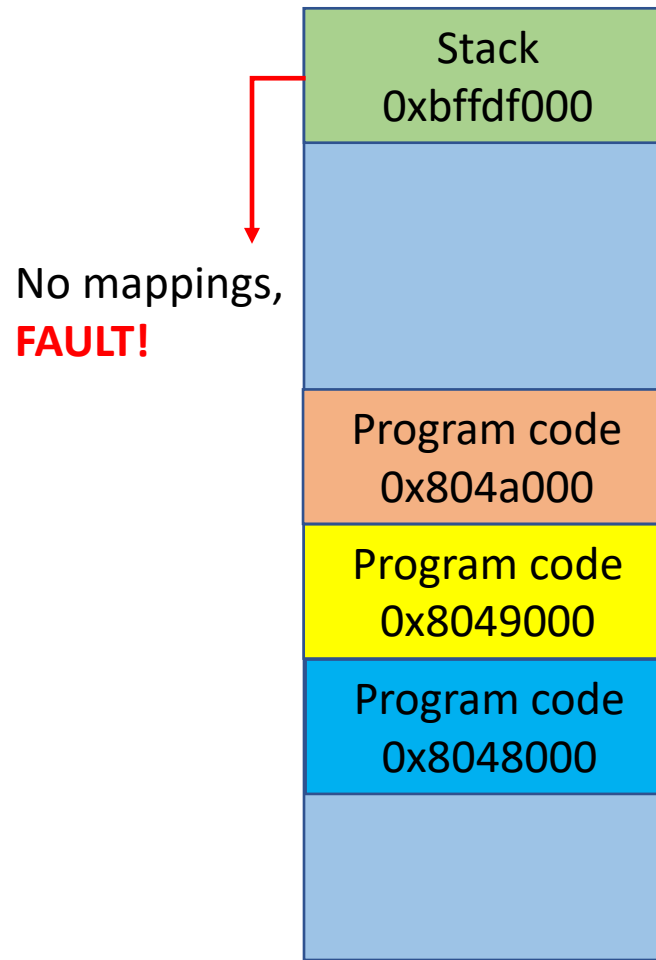 Stack
0xbffdf000
No mappings,
FAULT!
Program code
0x804a000
Program code
0x8049000
Program code
0x8048000